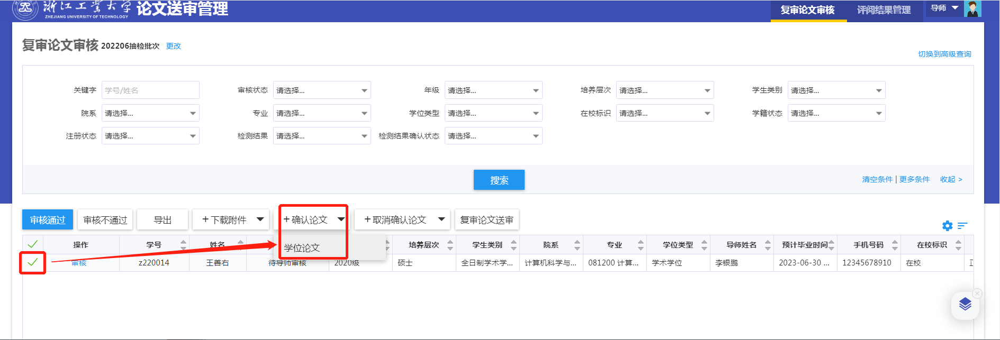 浙江工业大学 论文送审管理
ZHEJIANG UNIVERSITY OF TECHNOLOGY
复审论文审核 评阅结果管理 导师
复审论文审核 202206抽检批次 更改
切换到高级查询
关键字 学号/姓名 审核状态 请选择... 年级 请选择... 培养层次 请选择... 学生类别 请选择...
院系 请选择... 专业 请选择... 学位类型 请选择... 在校标识 请选择... 学籍状态 请选择...
注册状态 请选择... 检测结果 请选择... 检测结果确认状态 请选择...
搜索
清空条件 | 更多条件 收起 >
审核通过 审核不通过 导出 +下载附件 +确认论文 +取消确认论文 复审论文送审
学位论文
操作 学号 姓名 培养层次 学生类别 院系 专业 学位类型 导师姓名 预计毕业时间 手机号码 在校标识
审核 z220014 王善右 待导师审核 2020级 硕士 全日制学术学... 计算机科学与... 081200 计算... 学术学位 李银鹏 2023-06-30 ... 12345678910 在校